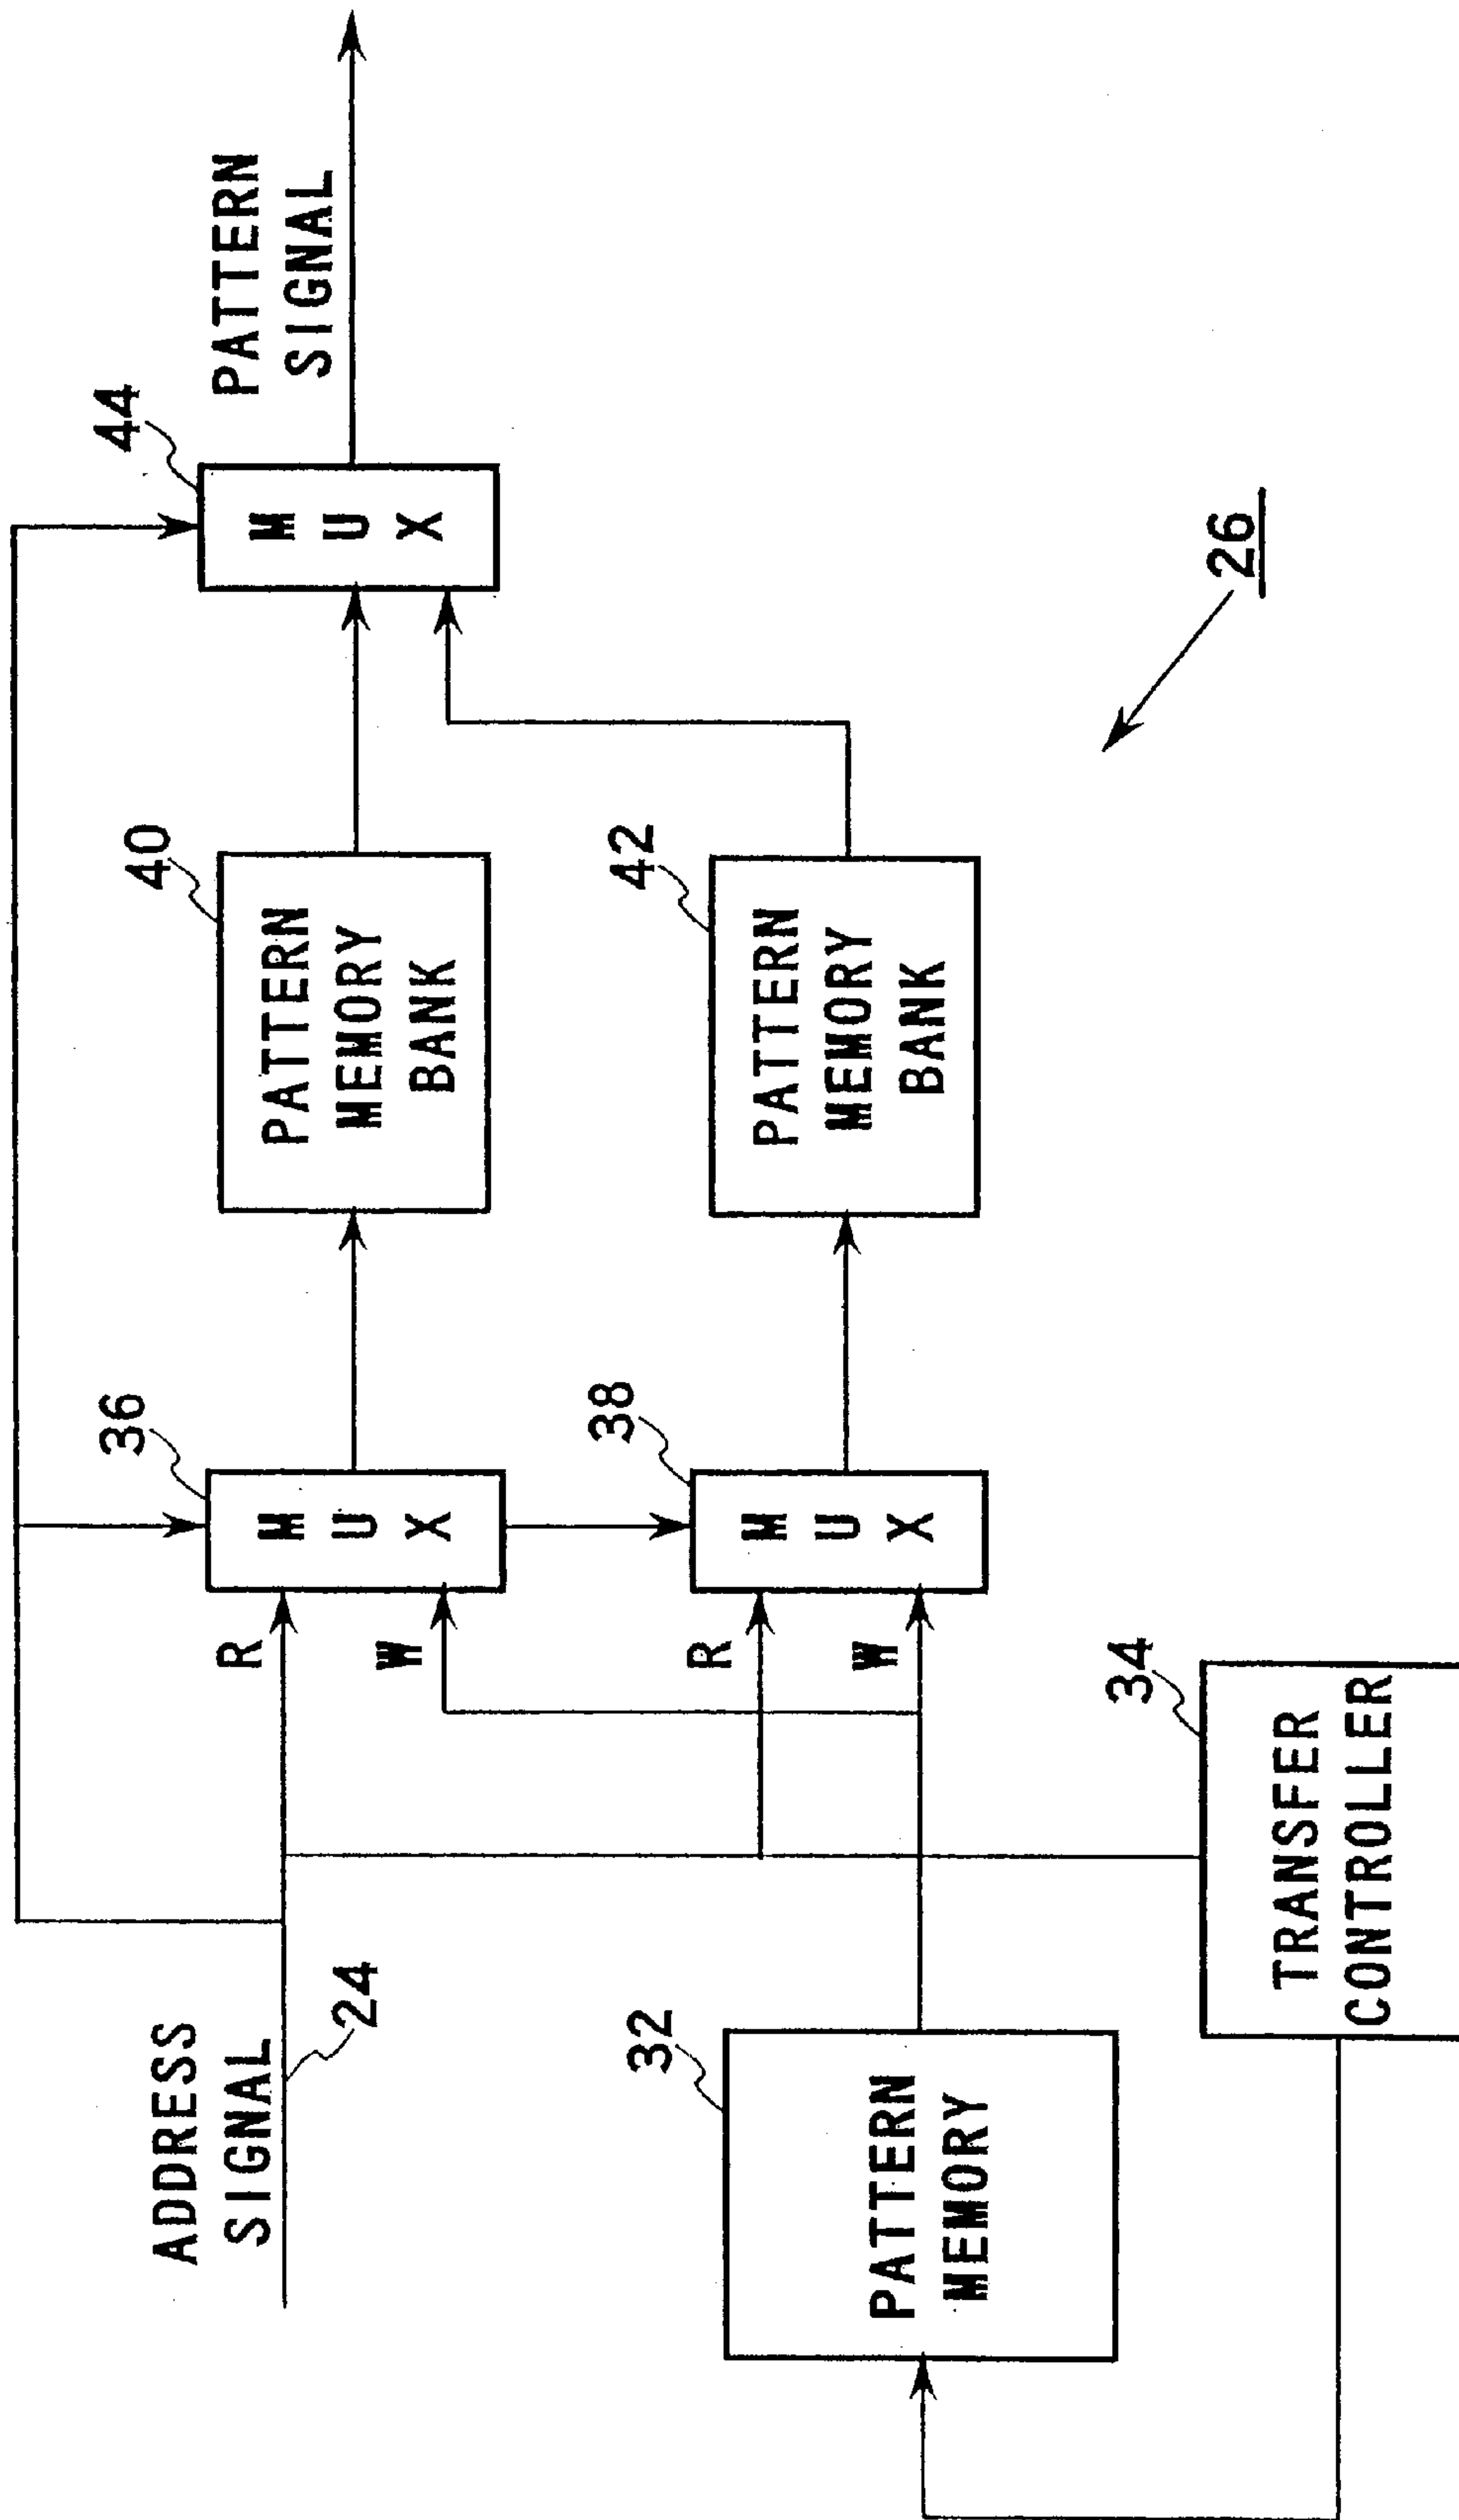 ADDRESS
SIGNAL
24
R
W
36
M
U
X
40
PATTERN
MEMORY
BANK
44
M
U
X
PATTERN
SIGNAL
32
PATTERN
MEMORY
R
W
38
M
U
X
42
PATTERN
MEMORY
BANK
34
TRANSFER
CONTROLLER
26